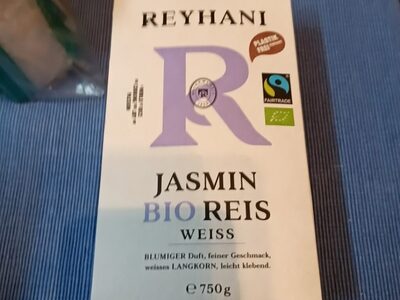 REYHANI
PLASTIK
FREI
R
FAIRTRADE
JASMIN
BIO REIS
WEISS
BLUMIGER Duft, feiner Geschmack,
weisses LANGKORN, leicht klebend.
℮ 750g